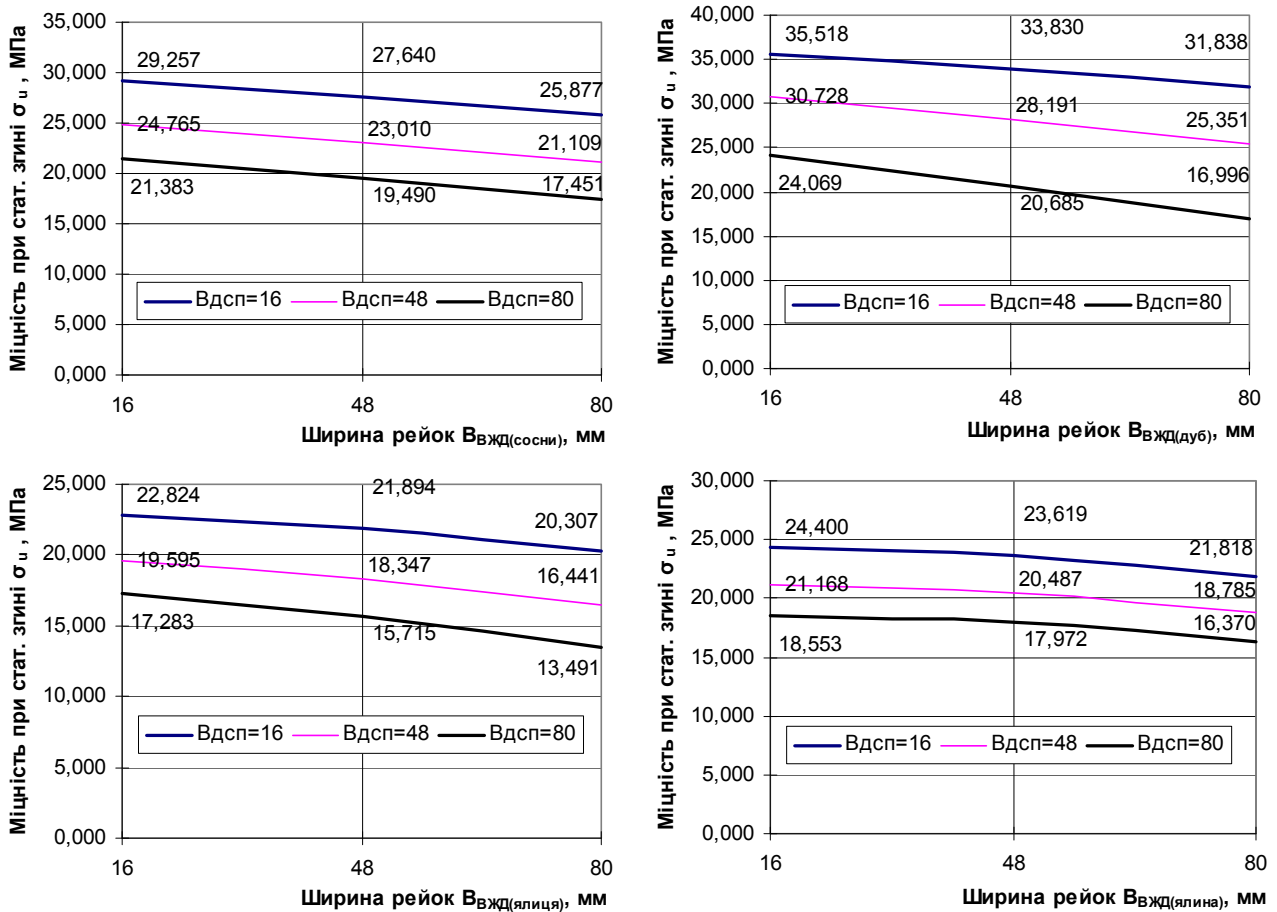 Міцність при стат. згині σ u , МПа
35,000
30,000
25,000
20,000
15,000
10,000
5,000
0,000
29,257 27,640 25,877
24,765 23,010 21,109
21,383 19,490 17,451
Вдсп=16 Вдсп=48 Вдсп=80
16 48 80
Ширина рейок ВВЖД(сосни), мм
Міцність при стат. згині σ u , МПа
40,000
35,000
30,000
25,000
20,000
15,000
10,000
5,000
0,000
35,518 33,830 31,838
30,728 28,191 25,351
24,069 20,685 16,996
Вдсп=16 Вдсп=48 Вдсп=80
16 48 80
Ширина рейок ВВЖД(дуб), мм
Міцність при стат. згині σ u , МПа
25,000
20,000
15,000
10,000
5,000
0,000
22,824 21,894 20,307
19,595 18,347 16,441
17,283 15,715 13,491
Вдсп=16 Вдсп=48 Вдсп=80
16 48 80
Ширина рейок ВВЖД(ялиця), мм
Міцність при стат. згині σ u , МПа
30,000
25,000
20,000
15,000
10,000
5,000
0,000
24,400 23,619 21,818
21,168 20,487 18,785
18,553 17,972 16,370
Вдсп=16 Вдсп=48 Вдсп=80
16 48 80
Ширина рейок ВВЖД(ялина), мм